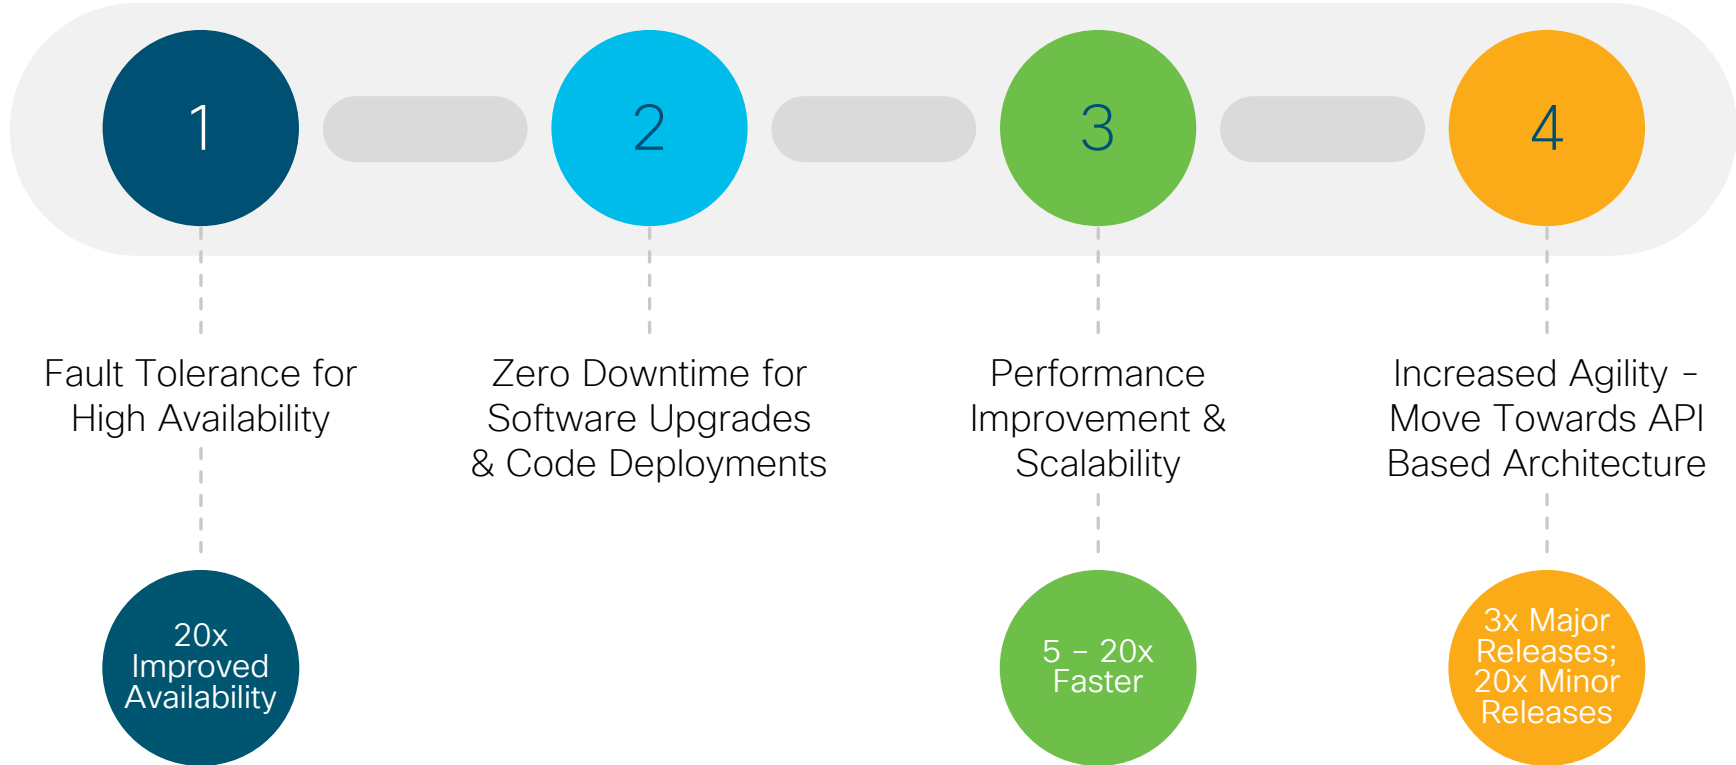 1
2
3
4
Fault Tolerance for
High Availability
Zero Downtime for
Software Upgrades
& Code Deployments
Performance
Improvement &
Scalability
Increased Agility -
Move Towards API
Based Architecture
20x
Improved
Availability
5 - 20x
Faster
3x Major
Releases;
20x Minor
Releases